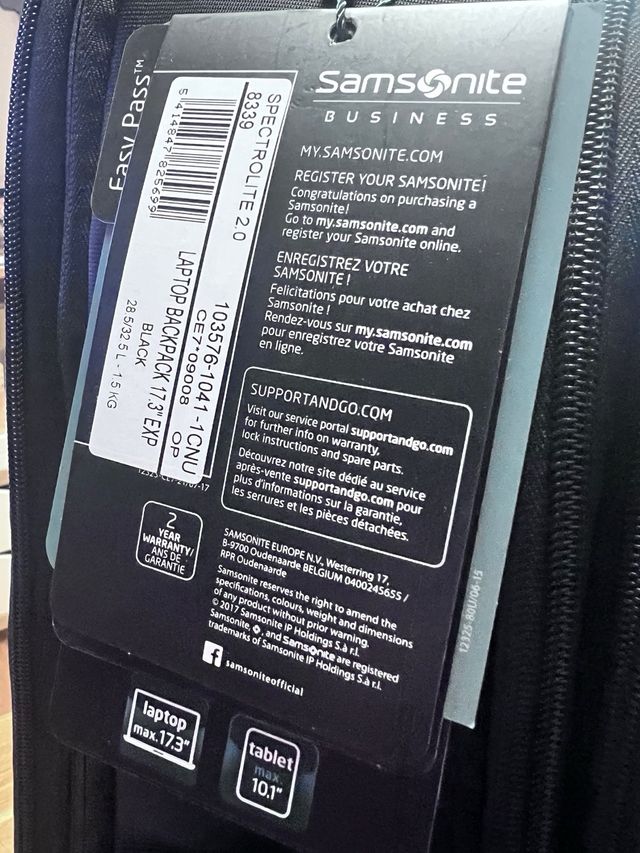 Easy Pass™
SPECTROLITE 2.0
8339
5 414847 825699
103576-1041 -1CNU
CE7*09008 OP
LAPTOP BACKPACK 17.3" EXP
BLACK
28.5/32.5 L - 1.5 KG
Samsonite
BUSINESS
MY.SAMSONITE.COM
REGISTER YOUR SAMSONITE!
Congratulations on purchasing a
Samsonite!
Go to my.samsonite.com and
register your Samsonite online.
ENREGISTREZ VOTRE
SAMSONITE !
Felicitations pour votre achat chez
Samsonite !
Rendez-vous sur my.samsonite.com
pour enregistrez votre Samsonite
en ligne.
SUPPORTANDGO.COM
Visit our service portal supportandgo.com
for further info on warranty,
lock instructions and spare parts.
Découvrez notre site dédié au service
après-vente supportandgo.com pour
plus d'informations sur la garantie,
les serrures et les pièces détachées.
2
YEAR
WARRANTY/
ANS DE
GARANTIE
SAMSONITE EUROPE N.V., Westerring 17,
B-9700 Oudenaarde BELGIUM 0400245655 /
RPR Oudenaarde
Samsonite reserves the right to amend the
specifications, colours, weight and dimensions
of any product without prior warning.
© 2017 Samsonite IP Holdings S.à r.l.
Samsonite, and Samsonite are registered
trademarks of Samsonite IP Holdings S.à r.l.
f samsoniteofficial
12325-80U/06-15
laptop
max.17.3"
tablet
max.
10.1"